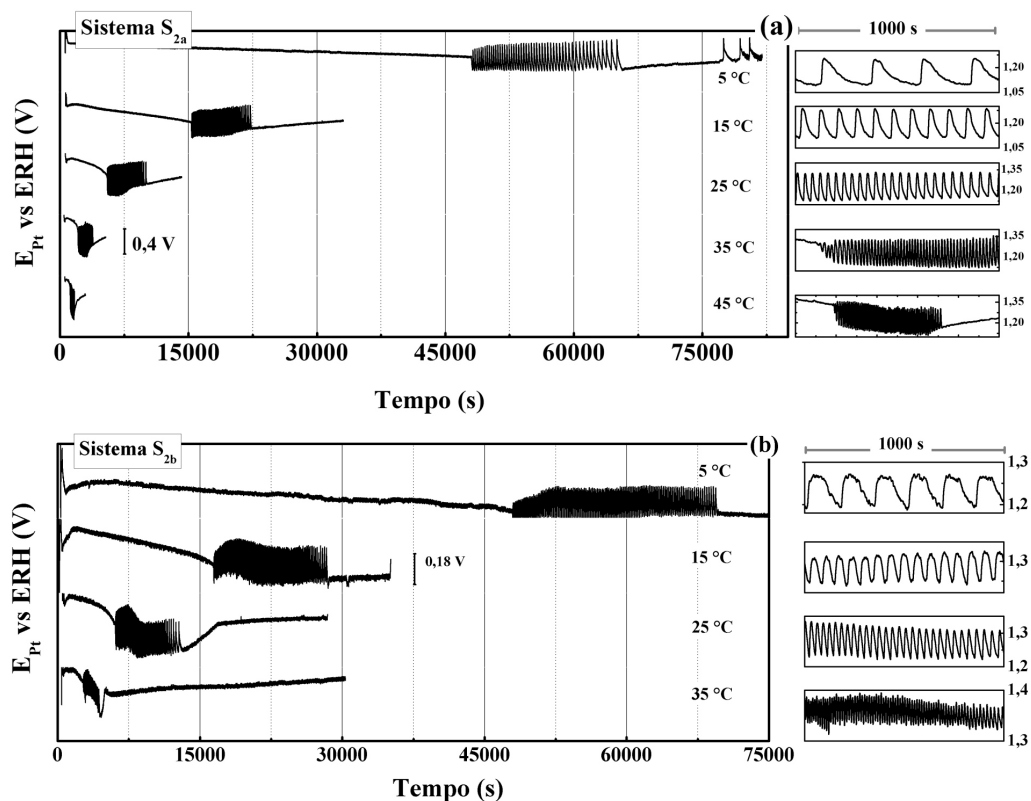 Sistema S2a
(a)
1000 s
E_Pt vs ERH (V)
5 °C
15 °C
25 °C
35 °C
45 °C
0,4 V
0 15000 30000 45000 60000 75000
Tempo (s)
1,20
1,05
1,20
1,05
1,35
1,20
1,35
1,20
1,35
1,20
Sistema S2b
(b)
1000 s
E_Pt vs ERH (V)
5 °C
15 °C
25 °C
35 °C
0,18 V
0 15000 30000 45000 60000 75000
Tempo (s)
1,3
1,2
1,3
1,3
1,2
1,4
1,3